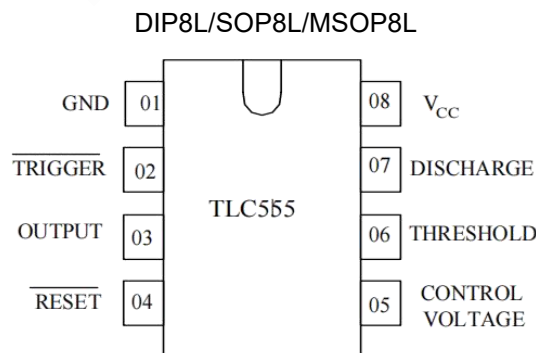 DIP8L/SOP8L/MSOP8L
GND 01
08 V_CC
TRIGGER 02
07 DISCHARGE
TLC555
OUTPUT 03
06 THRESHOLD
RESET 04
05 CONTROL
VOLTAGE